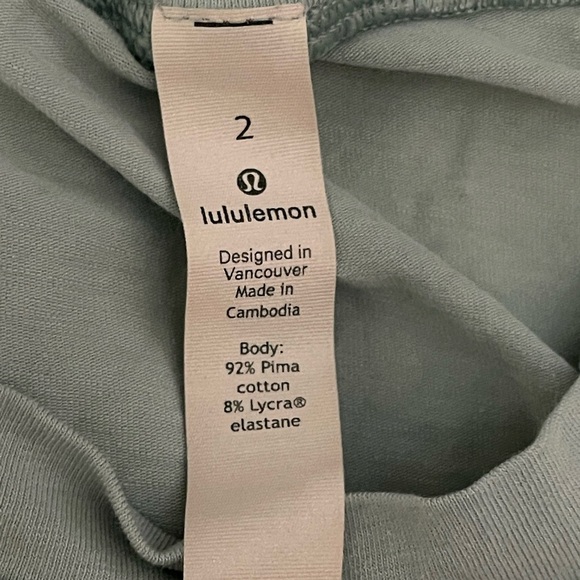 2
lululemon
Designed in
Vancouver
Made in
Cambodia
Body:
92% Pima
cotton
8% Lycra®
elastane